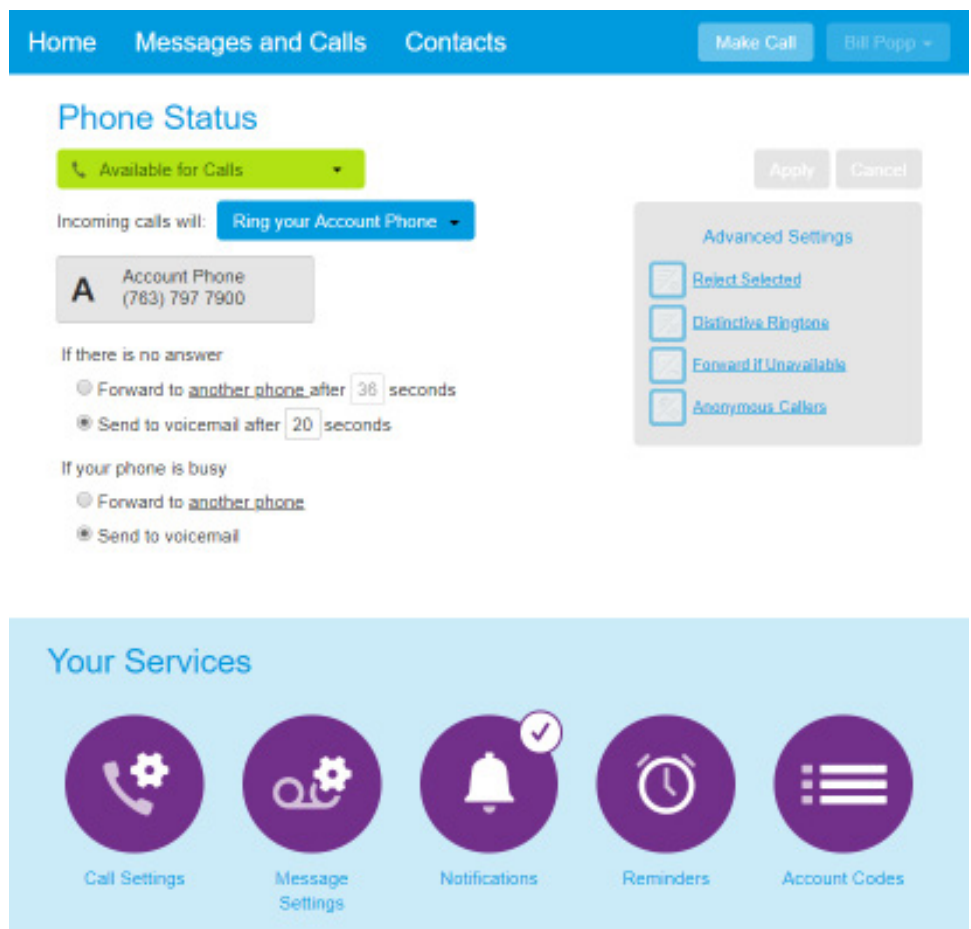 Home Messages and Calls Contacts Make Call Bill Popp
Phone Status
Available for Calls Apply Cancel
Incoming calls will: Ring your Account Phone
Advanced Settings
A Account Phone
(763) 797 7900
Reject Selected
Distinctive Ringtone
Forward if Unavailable
Anonymous Callers
If there is no answer
Forward to another phone after 36 seconds
Send to voicemail after 20 seconds
If your phone is busy
Forward to another phone
Send to voicemail
Your Services
Call Settings
Message
Settings
Notifications
Reminders
Account Codes